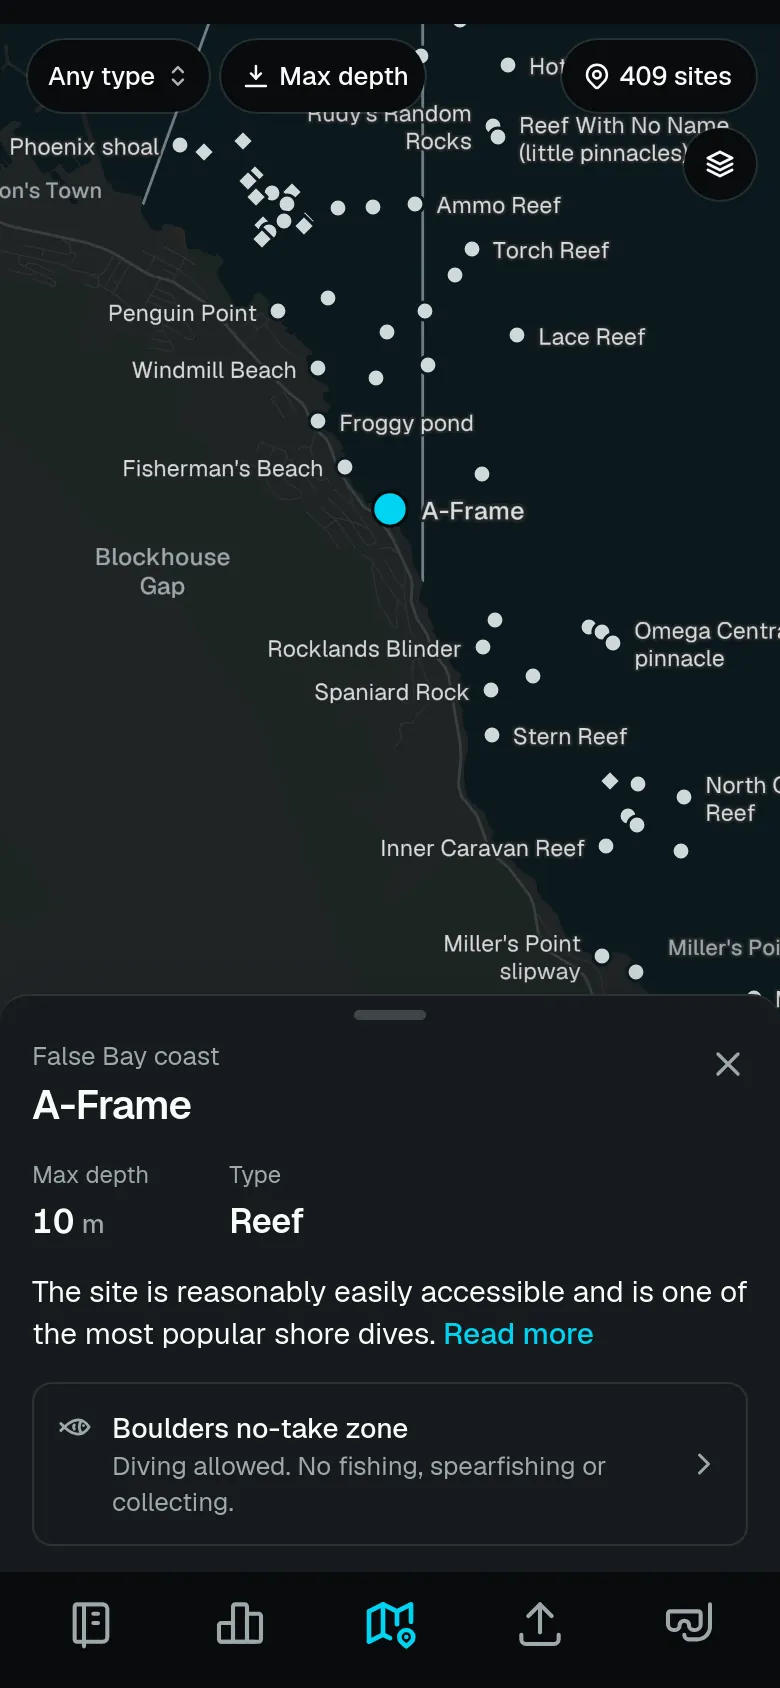 Any type
Max depth
Hot
409 sites
Rudy's Random
Rocks
Reef With No Name
(little pinnacles)
Phoenix shoal
on's Town
Ammo Reef
Torch Reef
Penguin Point
Lace Reef
Windmill Beach
Froggy pond
Fisherman's Beach
A-Frame
Blockhouse
Gap
Omega Centra
pinnacle
Rocklands Blinder
Spaniard Rock
Stern Reef
North
Reef
Inner Caravan Reef
Miller's Point
slipway
Miller's Poi
False Bay coast
A-Frame
Max depth
Type
10 m
Reef
The site is reasonably easily accessible and is one of
the most popular shore dives. Read more
Boulders no-take zone
Diving allowed. No fishing, spearfishing or
collecting.